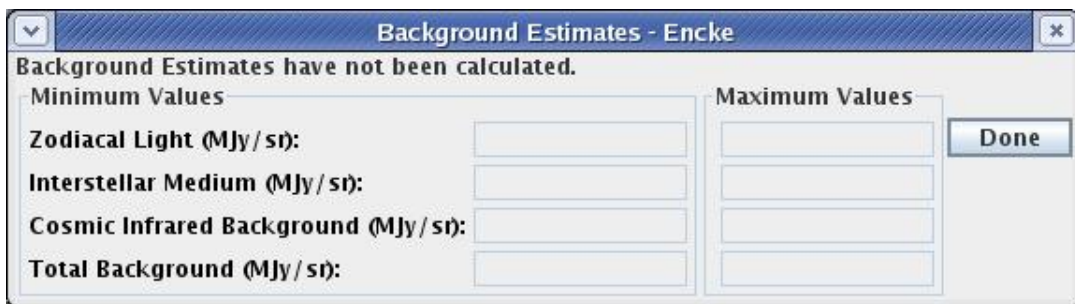 Background Estimates - Encke
Background Estimates have not been calculated.
Minimum Values Maximum Values
Zodiacal Light (MJy/sr):
Done
Interstellar Medium (MJy/sr):
Cosmic Infrared Background (MJy/sr):
Total Background (MJy/sr):